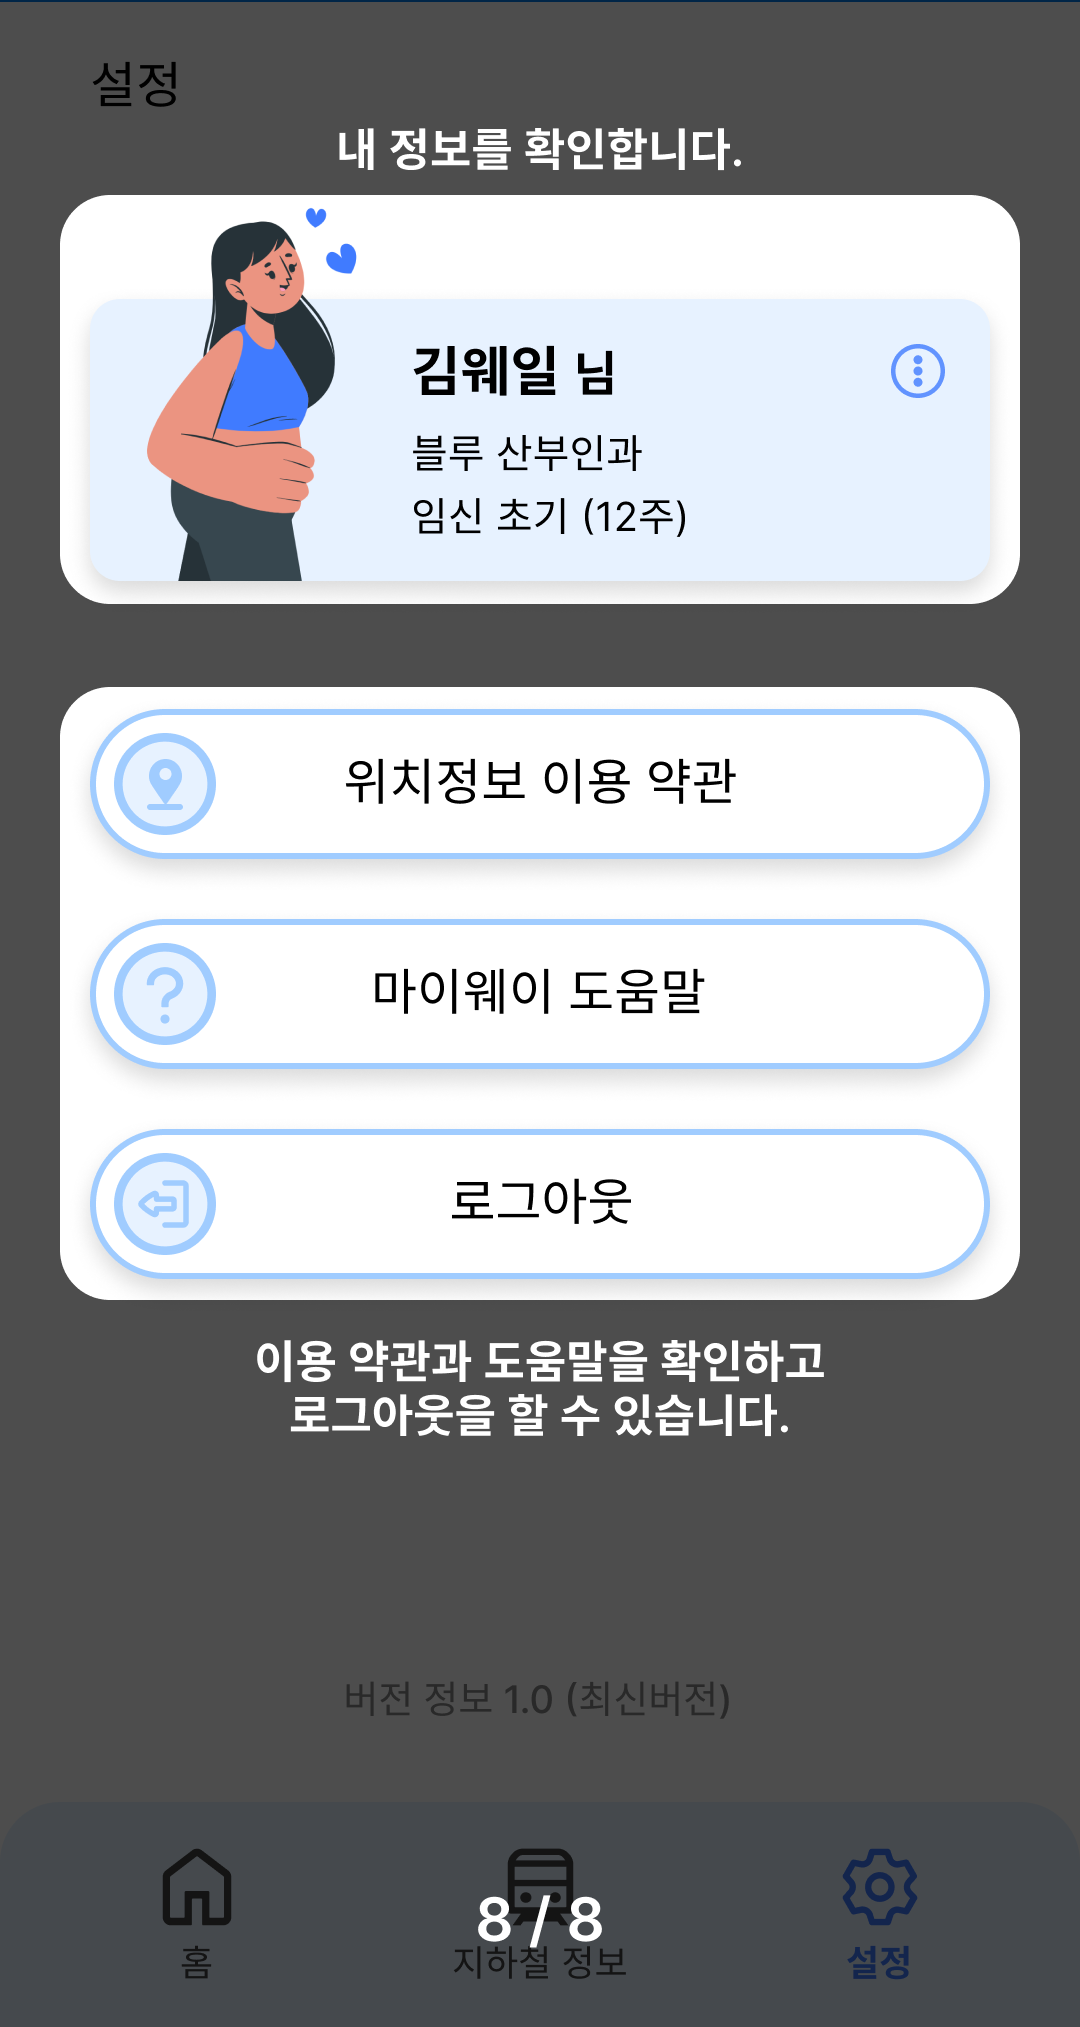 설정
내 정보를 확인합니다.
김웨일 님
블루 산부인과
임신 초기 (12주)
위치정보 이용 약관
마이웨이 도움말
로그아웃
이용 약관과 도움말을 확인하고
로그아웃을 할 수 있습니다.
버전 정보 1.0 (최신버전)
8 / 8
홈
지하철 정보
설정